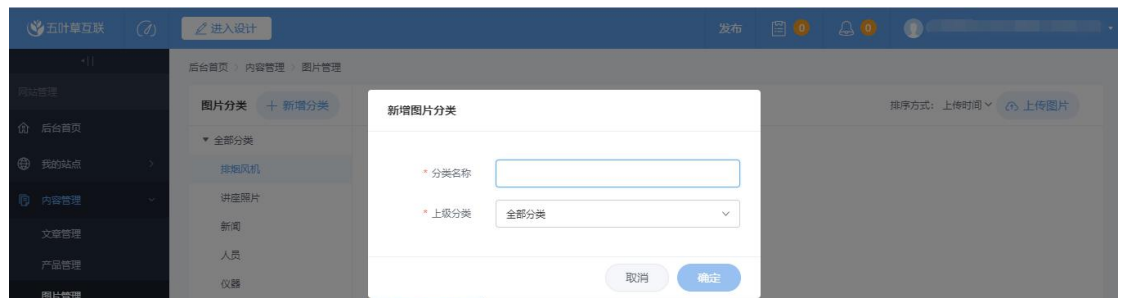 五叶草互联
进入设计
发布
0
0
网站管理
后台首页
我的站点
内容管理
文章管理
产品管理
图片管理
后台首页 > 内容管理 > 图片管理
图片分类
+ 新增分类
排序方式: 上传时间
上传图片
全部分类
排烟风机
讲座照片
新闻
人员
仪器
新增图片分类
* 分类名称
* 上级分类
全部分类
取消
确定